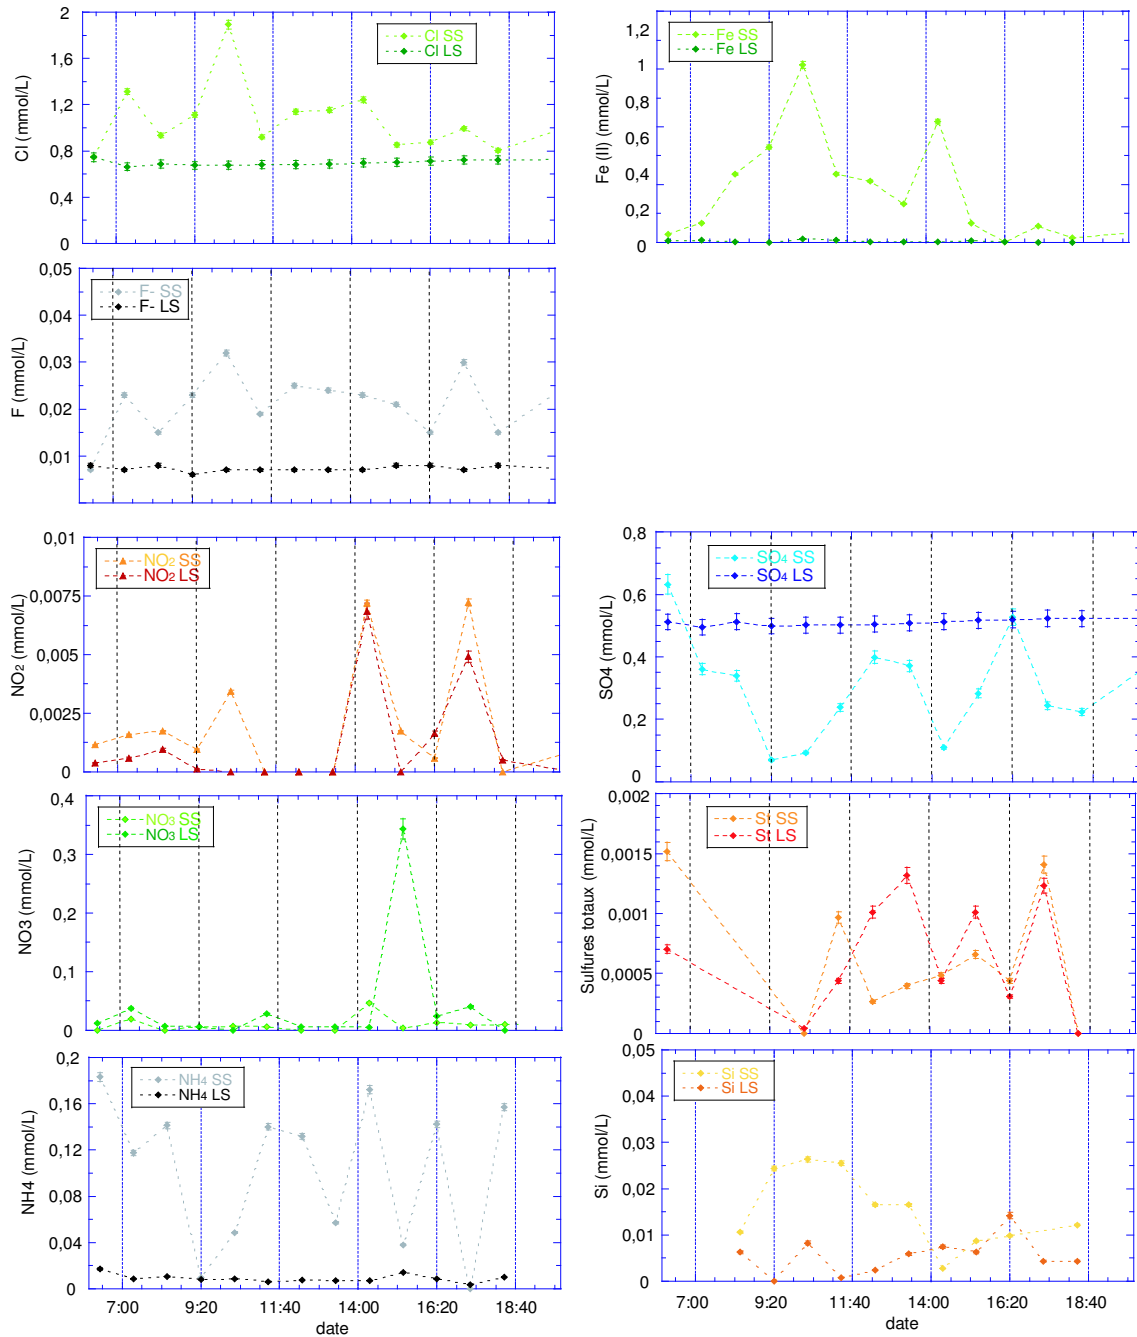 2
1,6
1,2
0,8
0,4
0
Cl (mmol/L)
Cl SS
Cl LS
1,2
1
0,8
0,6
0,4
0,2
0
Fe (II) (mmol/L)
Fe SS
Fe LS
0,05
0,04
0,03
0,02
0,01
F (mmol/L)
F- SS
F- LS
0,01
0,0075
0,005
0,0025
0
NO2 (mmol/L)
NO2 SS
NO2 LS
0,8
0,6
0,4
0,2
0
SO4 (mmol/L)
SO4 SS
SO4 LS
0,4
0,3
0,2
0,1
0
NO3 (mmol/L)
NO3 SS
NO3 LS
0,002
0,0015
0,001
0,0005
0
Sulfures totaux (mmol/L)
St SS
St LS
0,2
0,16
0,12
0,08
0,04
0
NH4 (mmol/L)
NH4 SS
NH4 LS
7:00 9:20 11:40 14:00 16:20 18:40
date
0,05
0,04
0,03
0,02
0,01
0
Si (mmol/L)
Si SS
Si LS
7:00 9:20 11:40 14:00 16:20 18:40
date